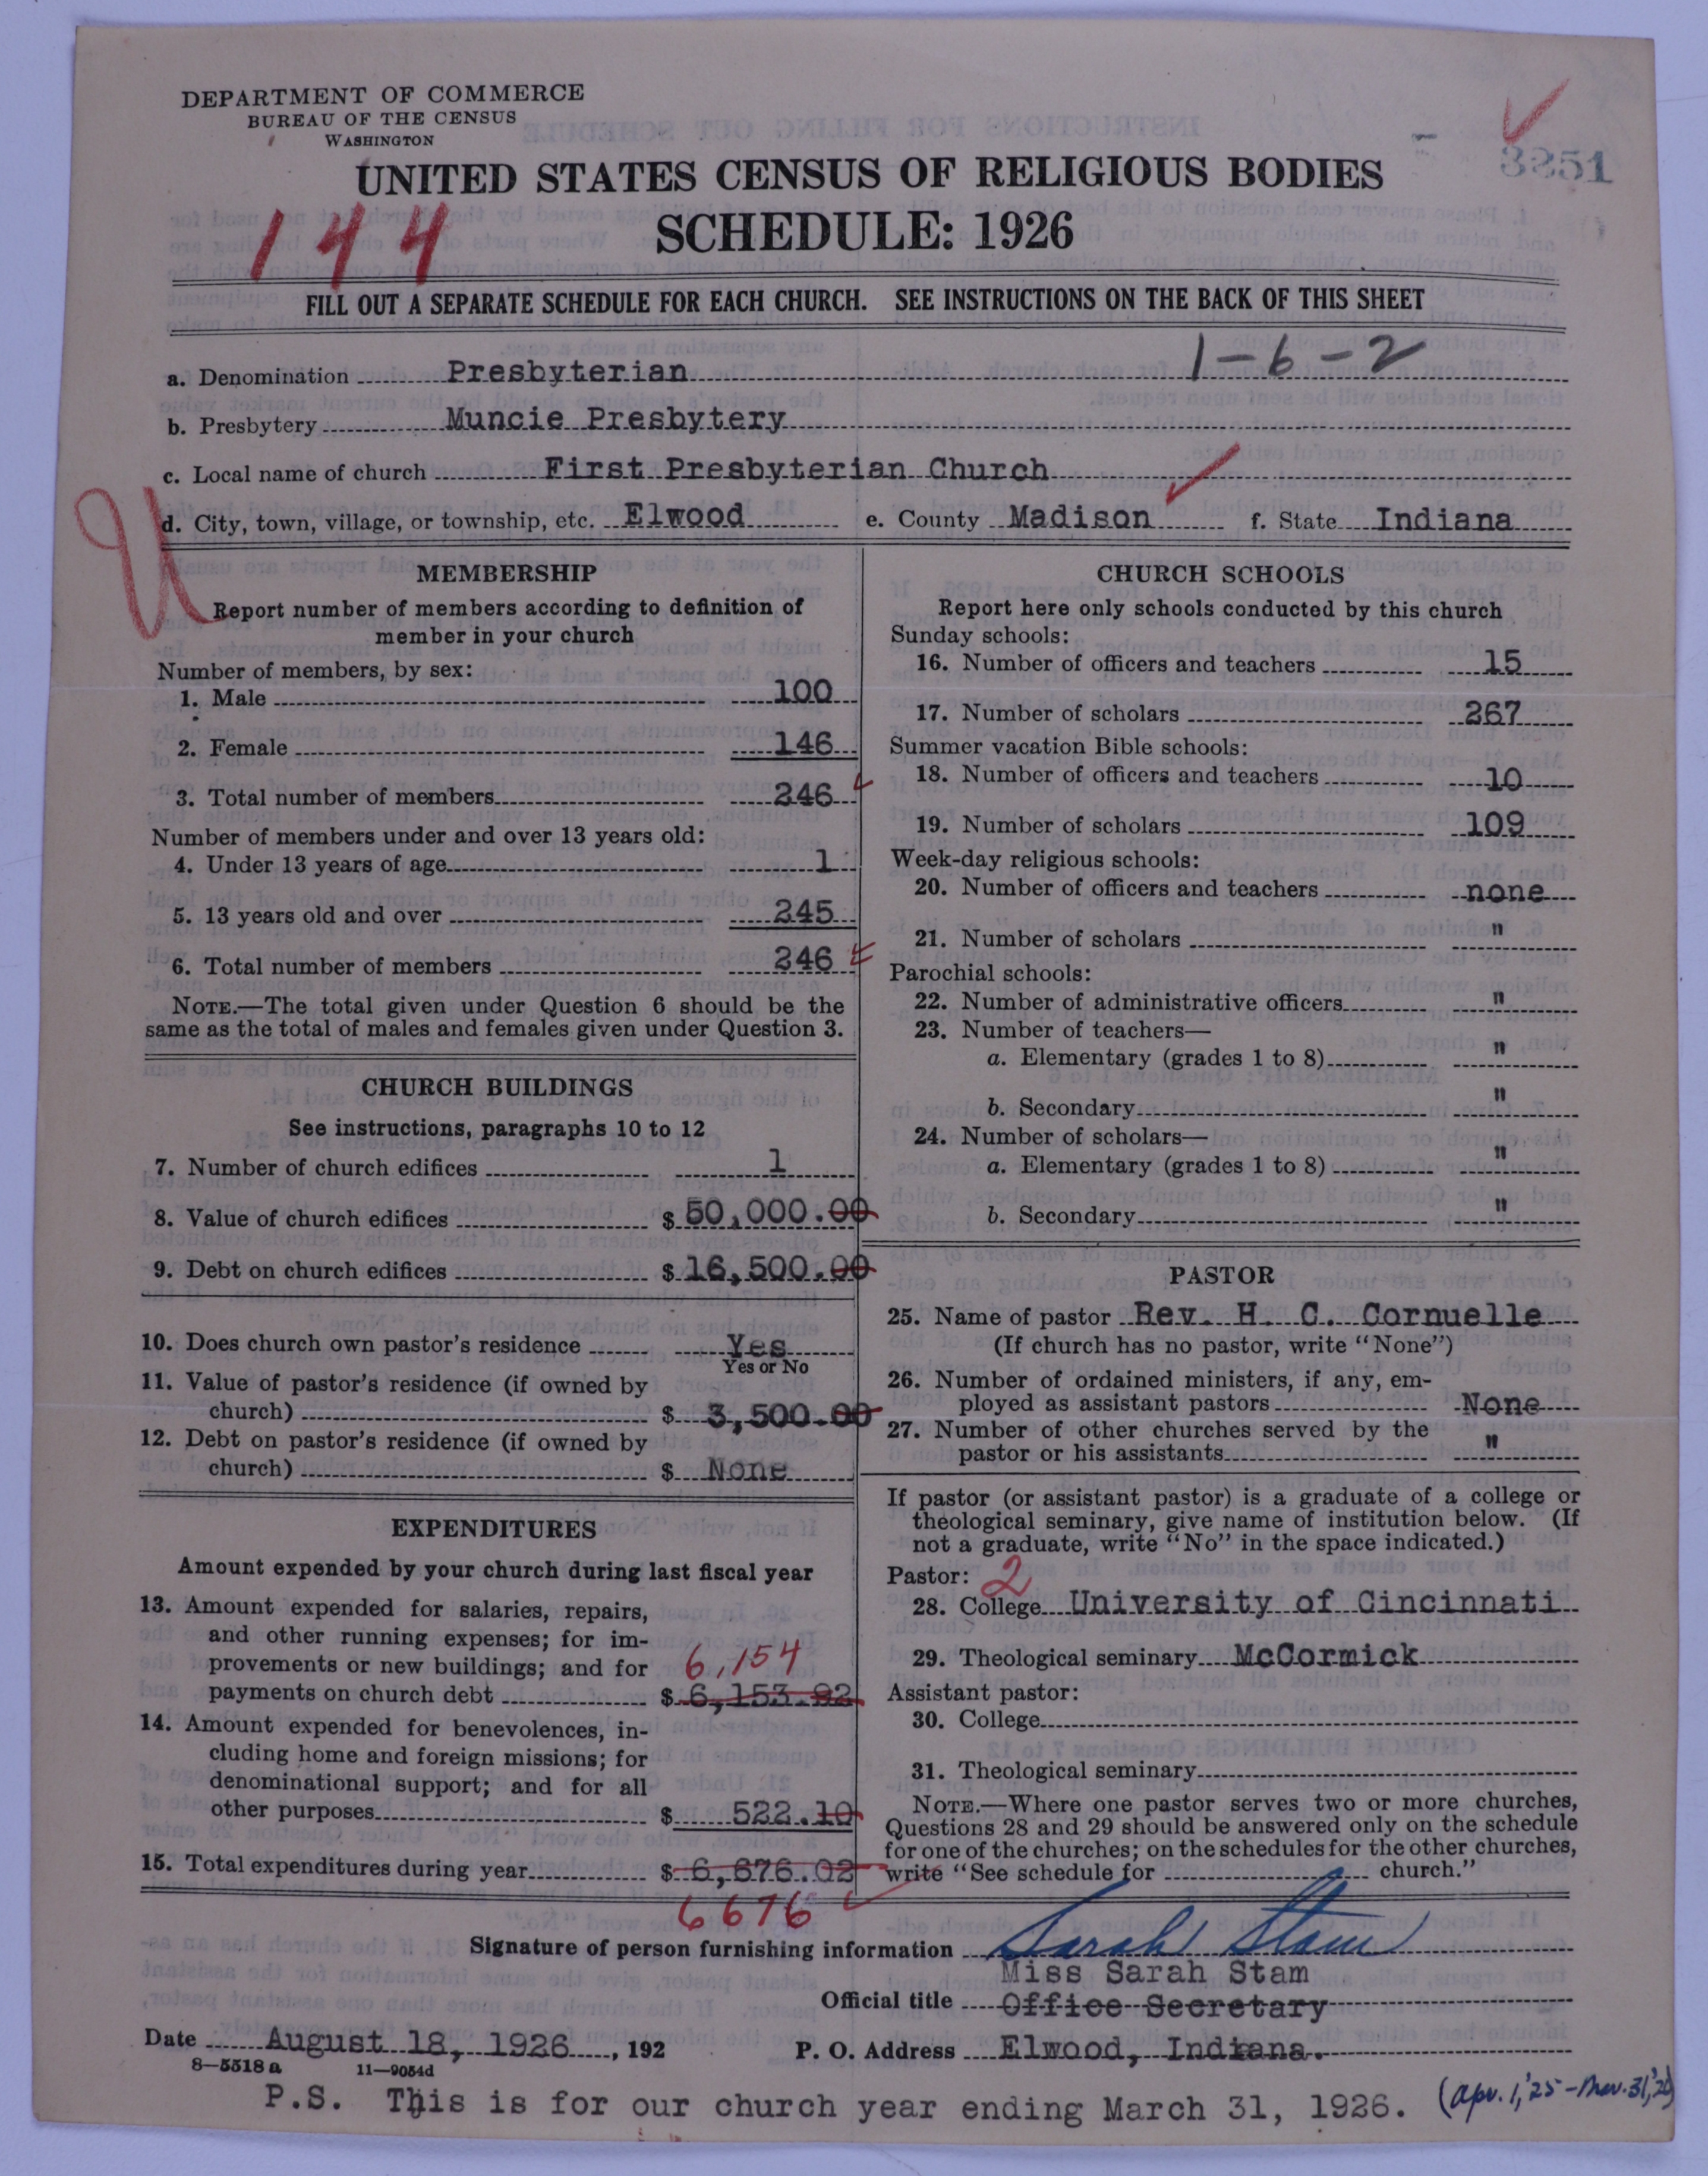 DEPARTMENT OF COMMERCE
BUREAU OF THE CENSUS
WASHINGTON
3851
UNITED STATES CENSUS OF RELIGIOUS BODIES
SCHEDULE: 1926
144
FILL OUT A SEPARATE SCHEDULE FOR EACH CHURCH. SEE INSTRUCTIONS ON THE BACK OF THIS SHEET
1-6-2
a. Denomination Presbyterian
b. Presbytery Muncie Presbytery
c. Local name of church First Presbyterian Church
d. City, town, village, or township, etc. Elwood e. County Madison f. State Indiana
U
MEMBERSHIP
Report number of members according to definition of
member in your church
Number of members, by sex:
1. Male 100
2. Female 146
3. Total number of members 246
Number of members under and over 13 years old:
4. Under 13 years of age 1
5. 13 years old and over 245
6. Total number of members 246
NOTE.—The total given under Question 6 should be the
same as the total of males and females given under Question 3.
CHURCH BUILDINGS
See instructions, paragraphs 10 to 12
7. Number of church edifices 1
8. Value of church edifices $ 50,000.00
9. Debt on church edifices $ 16,500.00
10. Does church own pastor's residence Yes
Yes or No
11. Value of pastor's residence (if owned by
church) $ 3,500.00
12. Debt on pastor's residence (if owned by
church) $ None
EXPENDITURES
Amount expended by your church during last fiscal year
13. Amount expended for salaries, repairs,
and other running expenses; for im-
provements or new buildings; and for 6,154
payments on church debt $ 6,153.92
14. Amount expended for benevolences, in-
cluding home and foreign missions; for
denominational support; and for all
other purposes $ 522.10
15. Total expenditures during year $ 6,676.02
6676
CHURCH SCHOOLS
Report here only schools conducted by this church
Sunday schools:
16. Number of officers and teachers 15
17. Number of scholars 267
Summer vacation Bible schools:
18. Number of officers and teachers 10
19. Number of scholars 109
Week-day religious schools:
20. Number of officers and teachers none
21. Number of scholars "
Parochial schools:
22. Number of administrative officers "
23. Number of teachers—
a. Elementary (grades 1 to 8) "
b. Secondary "
24. Number of scholars—
a. Elementary (grades 1 to 8) "
b. Secondary "
PASTOR
25. Name of pastor Rev. H. C. Cornuelle
(If church has no pastor, write "None")
26. Number of ordained ministers, if any, em-
ployed as assistant pastors None
27. Number of other churches served by the
pastor or his assistants "
If pastor (or assistant pastor) is a graduate of a college or
theological seminary, give name of institution below. (If
not a graduate, write "No" in the space indicated.)
Pastor: 2
28. College University of Cincinnati
29. Theological seminary McCormick
Assistant pastor:
30. College
31. Theological seminary
NOTE.—Where one pastor serves two or more churches,
Questions 28 and 29 should be answered only on the schedule
for one of the churches; on the schedules for the other churches,
write "See schedule for church."
Signature of person furnishing information Sarah Stam
Miss Sarah Stam
Official title Office Secretary
Date August 18, 1926, 192 P. O. Address Elwood, Indiana.
8—5518 a 11—9054d
P.S. This is for our church year ending March 31, 1926. (Apr. 1,'25-Mar. 31,'26)